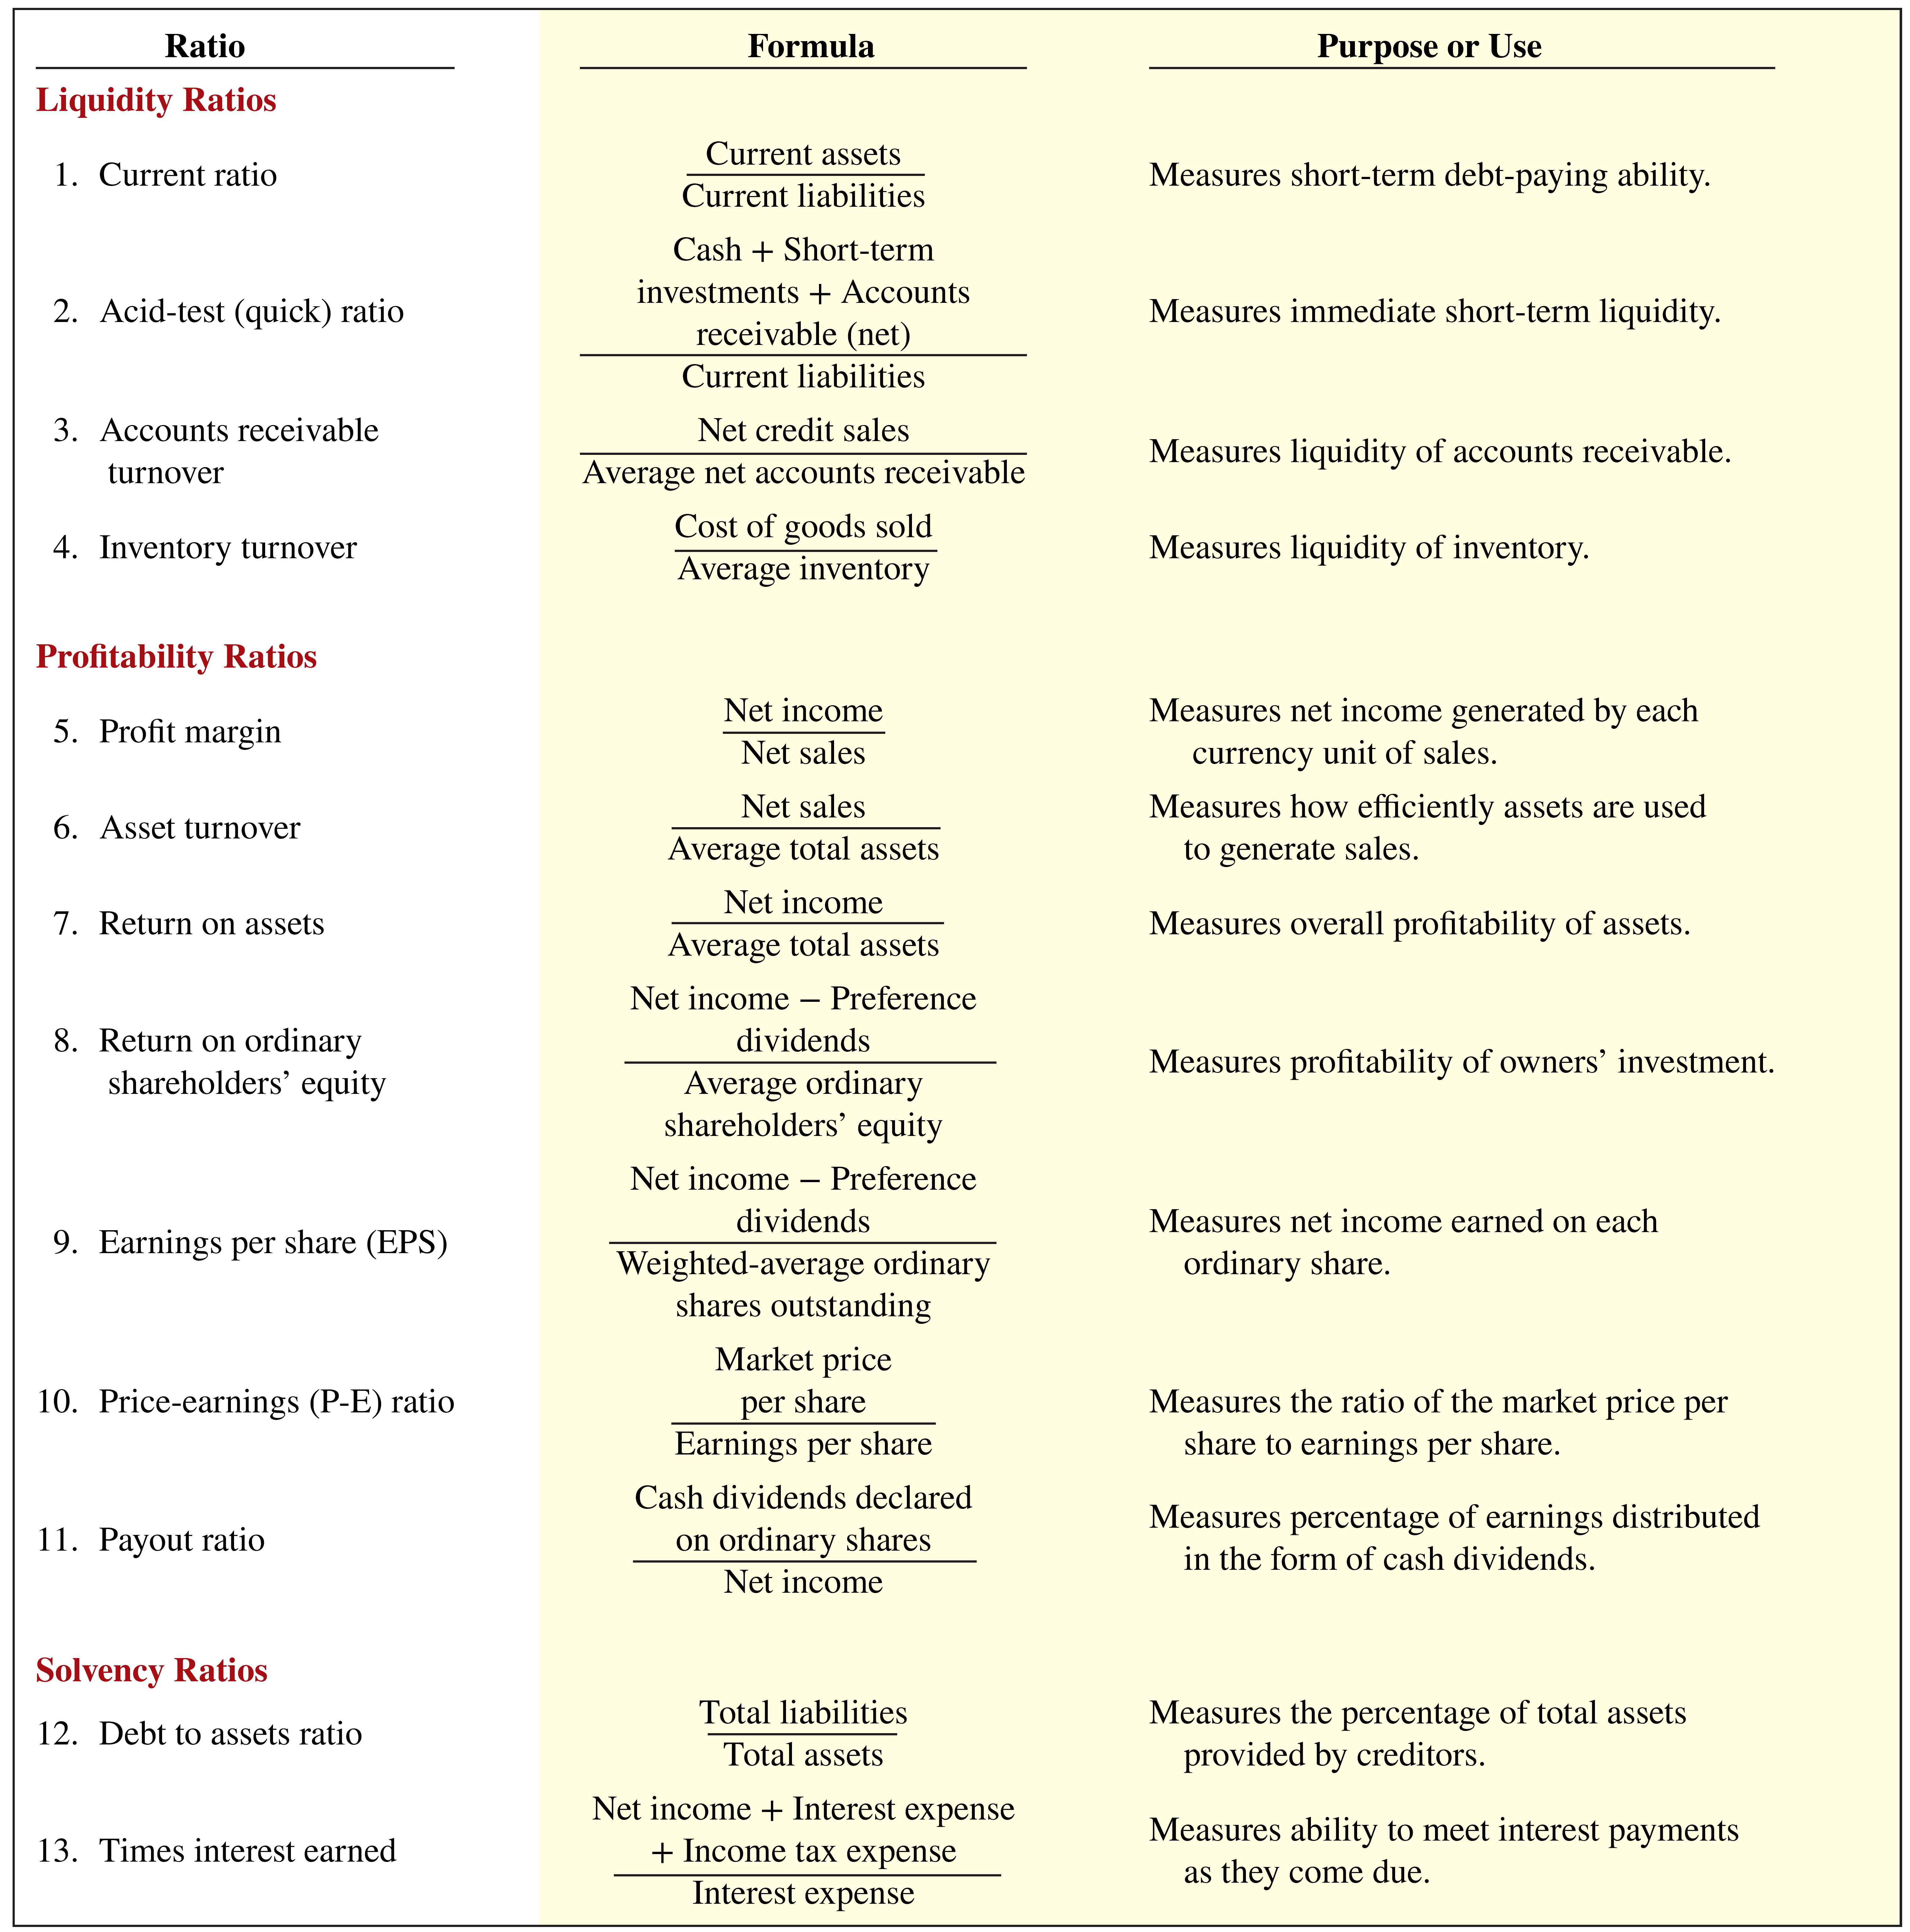 Ratio Formula Purpose or Use
Liquidity Ratios
1. Current ratio
Current assets
Current liabilities
Measures short-term debt-paying ability.
2. Acid-test (quick) ratio
Cash + Short-term
investments + Accounts
receivable (net)
Current liabilities
Measures immediate short-term liquidity.
3. Accounts receivable
turnover
Net credit sales
Average net accounts receivable
Measures liquidity of accounts receivable.
4. Inventory turnover
Cost of goods sold
Average inventory
Measures liquidity of inventory.
Profitability Ratios
5. Profit margin
Net income
Net sales
Measures net income generated by each
currency unit of sales.
6. Asset turnover
Net sales
Average total assets
Measures how efficiently assets are used
to generate sales.
7. Return on assets
Net income
Average total assets
Measures overall profitability of assets.
8. Return on ordinary
shareholders’ equity
Net income − Preference
dividends
Average ordinary
shareholders’ equity
Measures profitability of owners’ investment.
9. Earnings per share (EPS)
Net income − Preference
dividends
Weighted-average ordinary
shares outstanding
Measures net income earned on each
ordinary share.
10. Price-earnings (P-E) ratio
Market price
per share
Earnings per share
Measures the ratio of the market price per
share to earnings per share.
11. Payout ratio
Cash dividends declared
on ordinary shares
Net income
Measures percentage of earnings distributed
in the form of cash dividends.
Solvency Ratios
12. Debt to assets ratio
Total liabilities
Total assets
Measures the percentage of total assets
provided by creditors.
13. Times interest earned
Net income + Interest expense
+ Income tax expense
Interest expense
Measures ability to meet interest payments
as they come due.